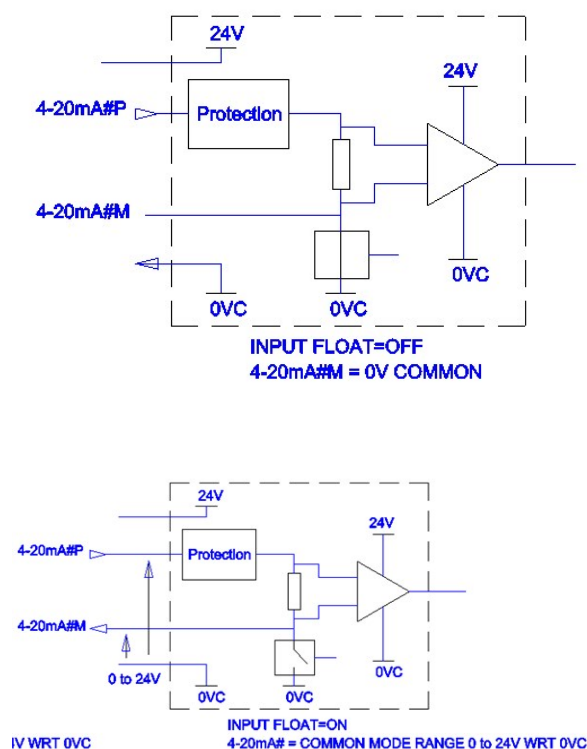 24V
24V
4-20mA#P
Protection
4-20mA#M
0VC
0VC
0VC
INPUT FLOAT=OFF
4-20mA#M = 0V COMMON
24V
24V
4-20mA#P
Protection
4-20mA#M
0 to 24V
0VC
0VC
0VC
INPUT FLOAT=ON
IV WRT 0VC
4-20mA# = COMMON MODE RANGE 0 to 24V WRT 0VC